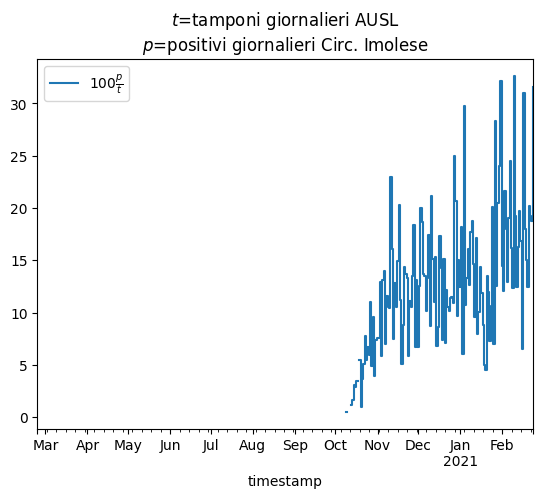 t=tamponi giornalieri AUSL
p=positivi giornalieri Circ. Imolese
100p/t
30
25
20
15
10
5
0
Mar Apr May Jun Jul Aug Sep Oct Nov Dec Jan Feb
2021
timestamp